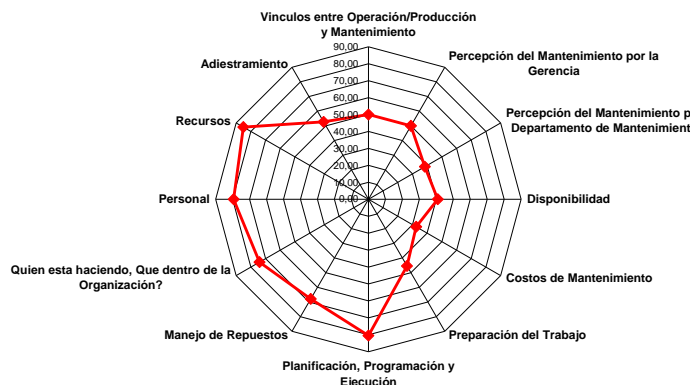 Vinculos entre Operación/Producción
y Mantenimiento
90,00
80,00
70,00
60,00
50,00
40,00
30,00
20,00
10,00
0,00
Percepción del Mantenimiento por la
Gerencia
Percepción del Mantenimiento p
Departamento de Mantenimient
Disponibilidad
Costos de Mantenimiento
Preparación del Trabajo
Planificación, Programación y
Ejecución
Manejo de Repuestos
Quien esta haciendo, Que dentro de la
Organización?
Personal
Recursos
Adiestramiento